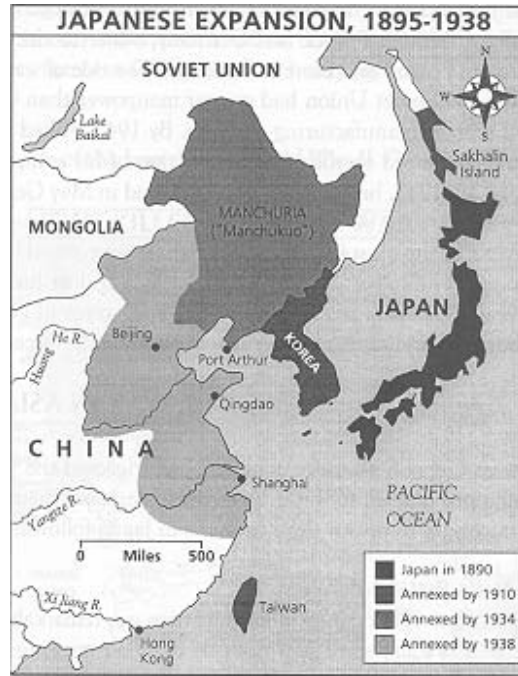 JAPANESE EXPANSION, 1895-1938
SOVIET UNION
N
W
Lake
Baikal
Sakhalin
Island
MANCHURIA
("Manchukuo")
MONGOLIA
JAPAN
KOREA
Beijing
Port Arthur
Huang
He R.
Qingdao
CHINA
Shanghai
PACIFIC
OCEAN
Yangtze R.
0 Miles 500
Japan in 1890
Annexed by 1910
Annexed by 1934
Annexed by 1938
Xi Jiang R.
Taiwan
Hong
Kong